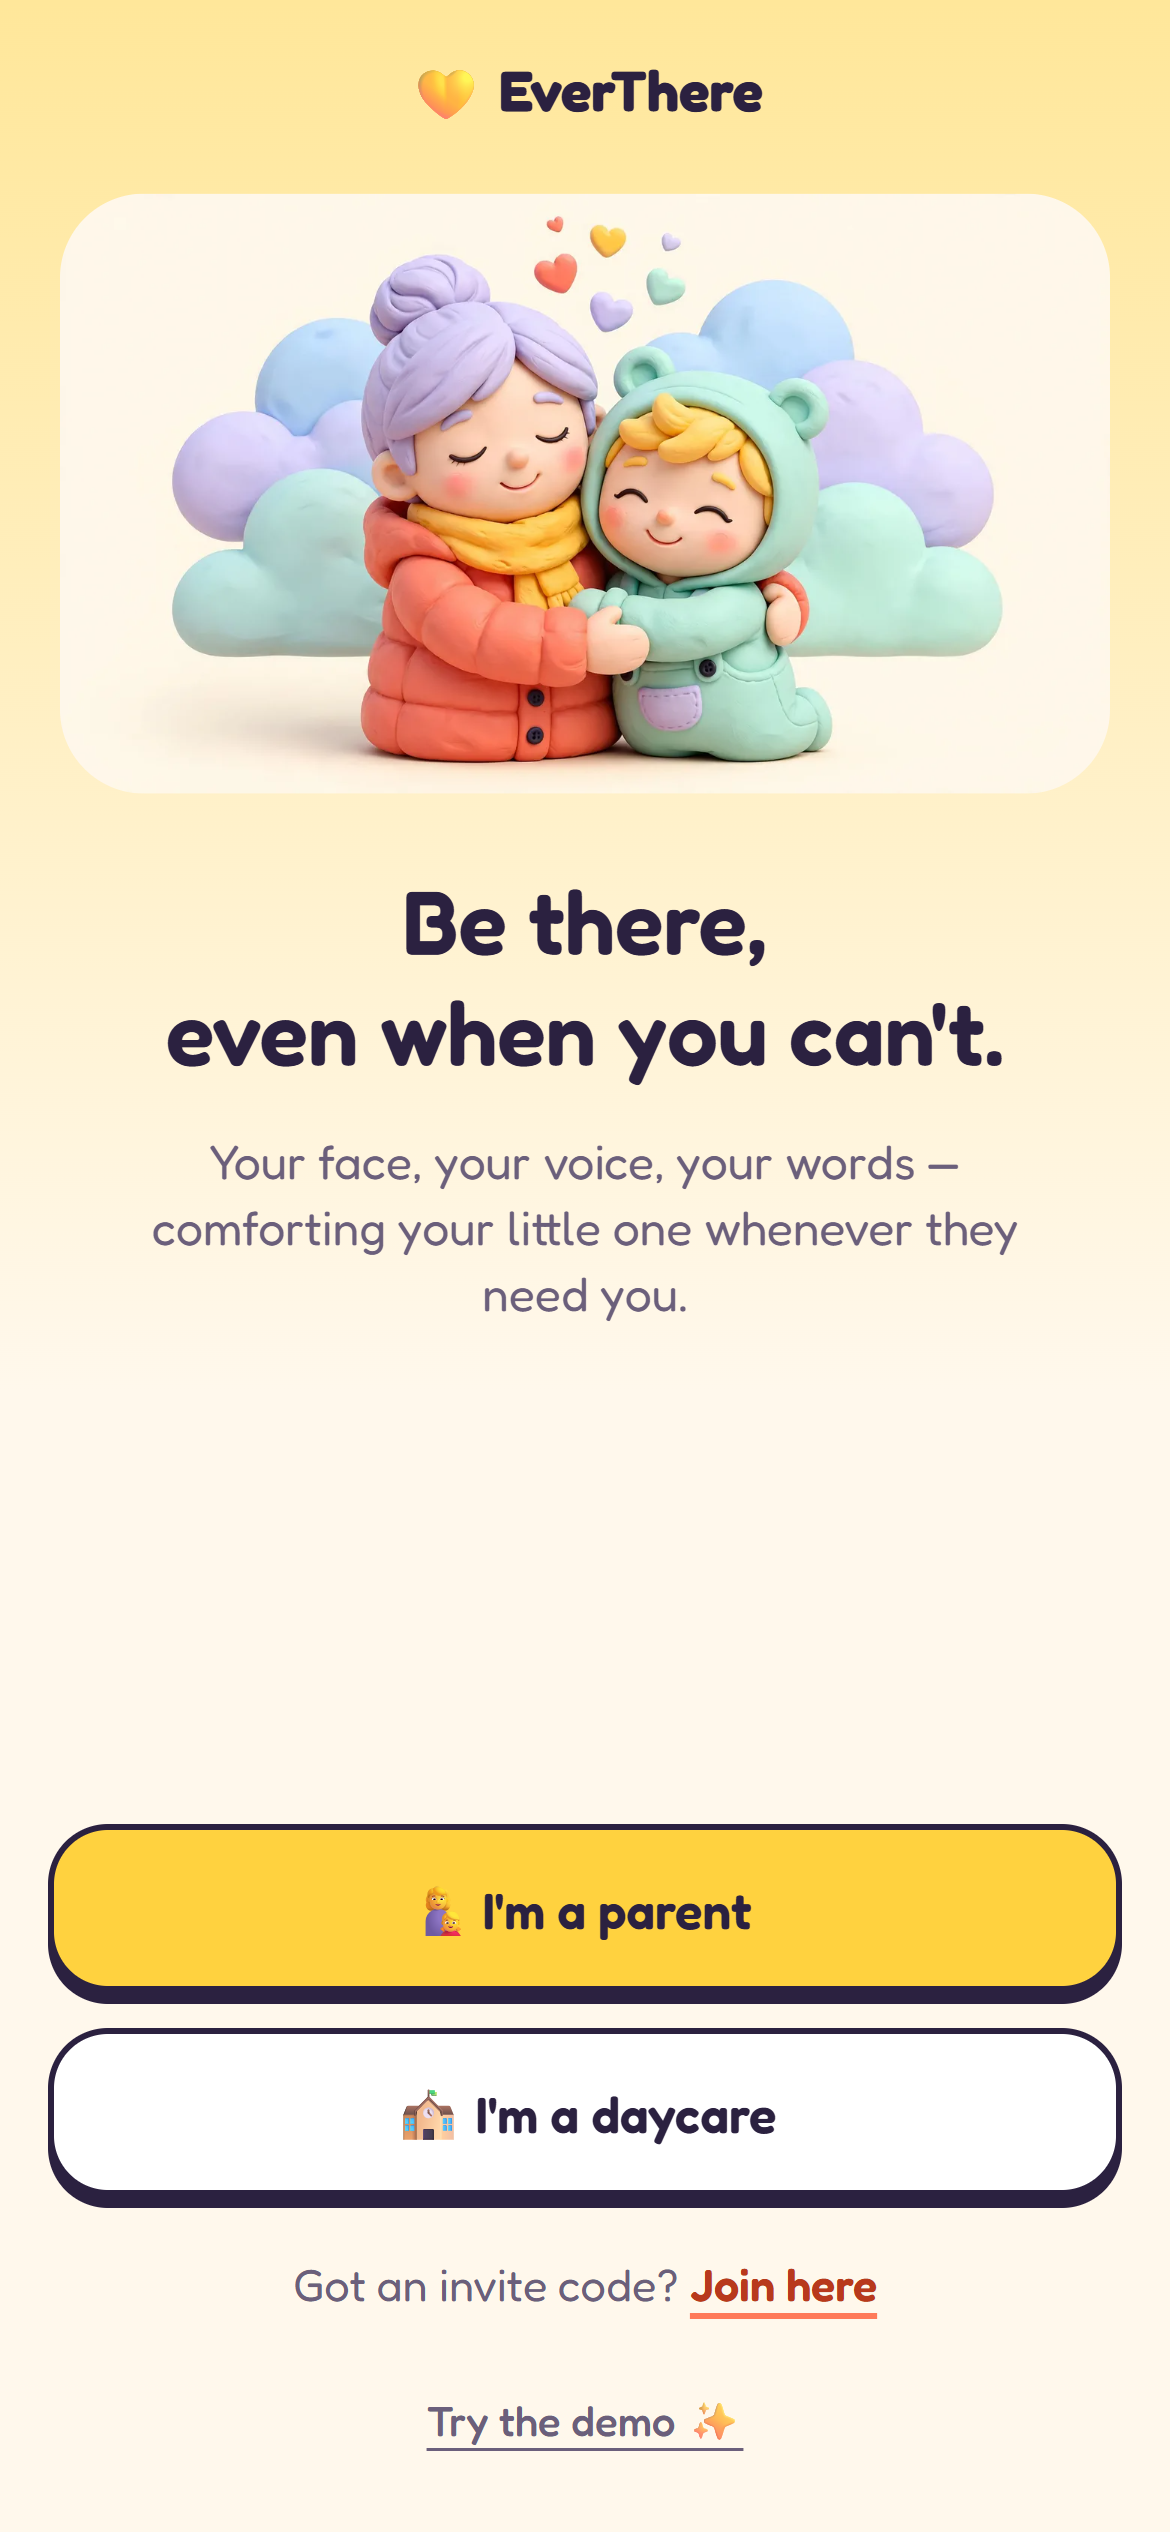 EverThere
Be there,
even when you can't.
Your face, your voice, your words —
comforting your little one whenever they
need you.
I'm a parent
I'm a daycare
Got an invite code? Join here
Try the demo ✨